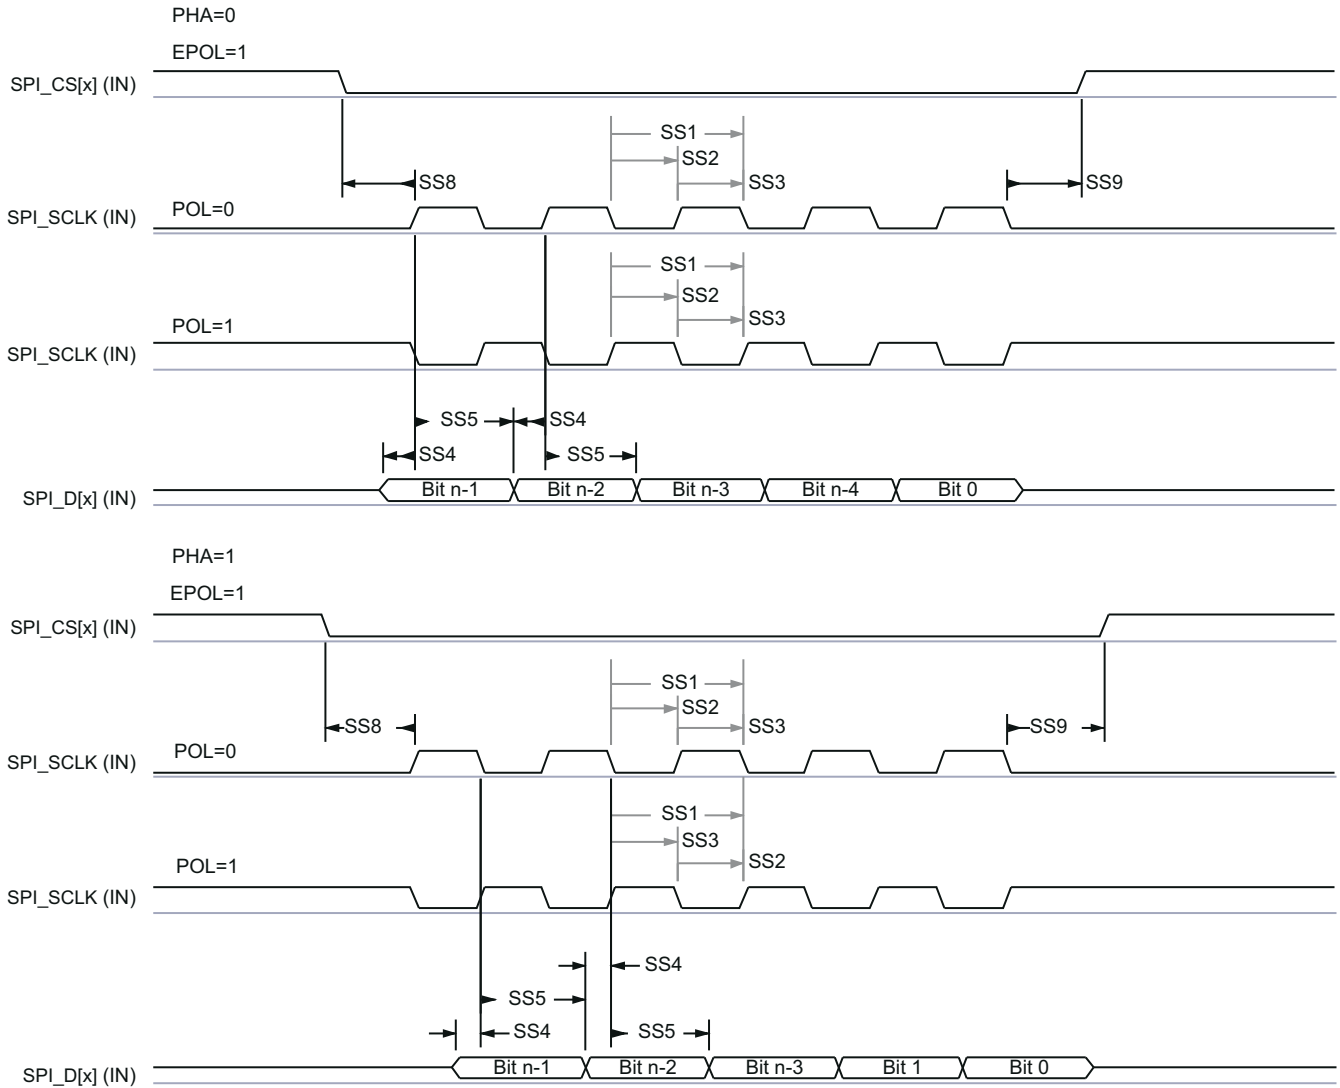 PHA=0
EPOL=1
SPI_CS[x] (IN)
SS1
SS2
SS8
SS3
SS9
POL=0
SPI_SCLK (IN)
SS1
SS2
SS3
POL=1
SPI_SCLK (IN)
SS5
SS4
SS4
SS5
SPI_D[x] (IN)
Bit n-1
Bit n-2
Bit n-3
Bit n-4
Bit 0
PHA=1
EPOL=1
SPI_CS[x] (IN)
SS1
SS2
SS8
SS3
SS9
POL=0
SPI_SCLK (IN)
SS1
SS3
SS2
POL=1
SPI_SCLK (IN)
SS4
SS5
SS4
SS5
SPI_D[x] (IN)
Bit n-1
Bit n-2
Bit n-3
Bit 1
Bit 0